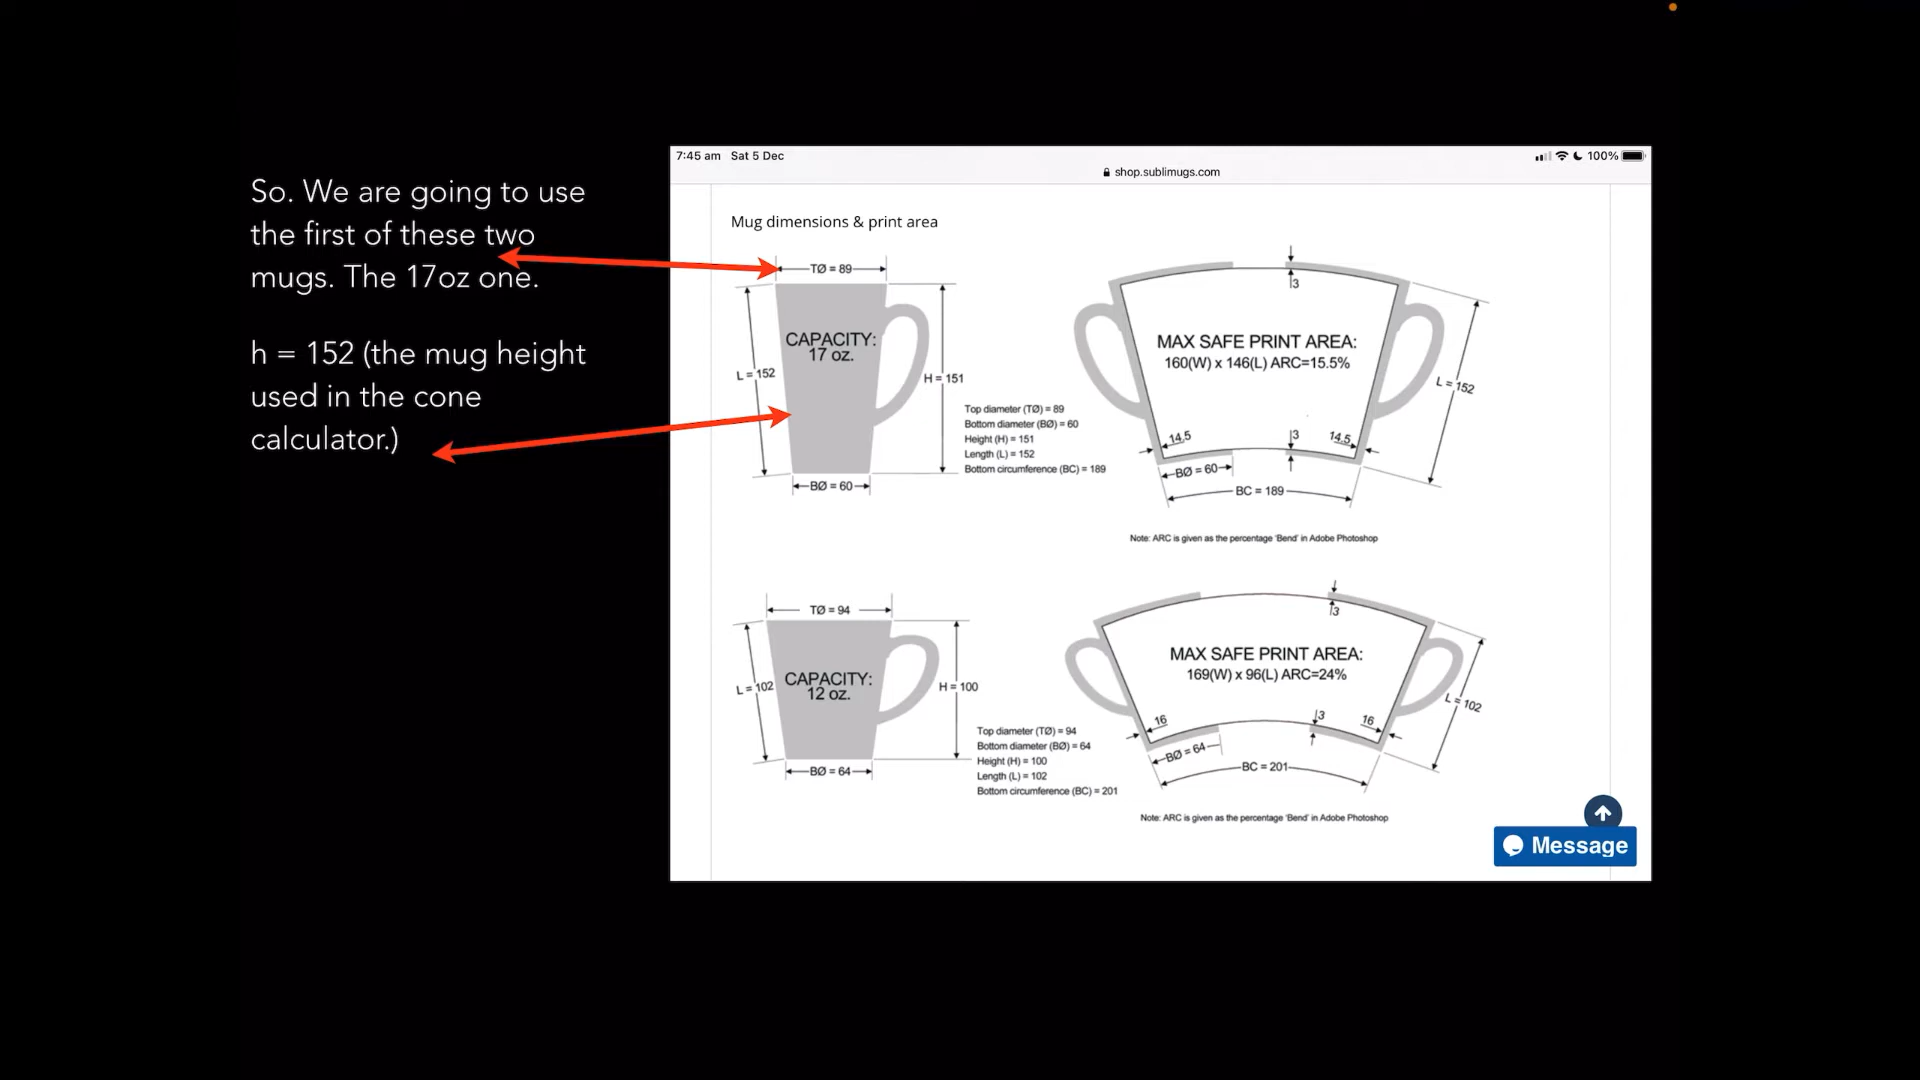 7:45 am Sat 5 Dec
100%
shop.sublimugs.com
So. We are going to use
the first of these two
mugs. The 17oz one.
h = 152 (the mug height
used in the cone
calculator.)
Mug dimensions & print area
TØ = 89
CAPACITY:
17 oz.
L = 152
H = 151
BØ = 60
Top diameter (TØ) = 89
Bottom diameter (BØ) = 60
Height (H) = 151
Length (L) = 152
Bottom circumference (BC) = 189
3
MAX SAFE PRINT AREA:
160(W) x 146(L) ARC=15.5%
L = 152
14.5
3
14.5
BØ = 60
BC = 189
Note: ARC is given as the percentage 'Bend' in Adobe Photoshop
TØ = 94
CAPACITY:
12 oz.
L = 102
H = 100
BØ = 64
Top diameter (TØ) = 94
Bottom diameter (BØ) = 64
Height (H) = 100
Length (L) = 102
Bottom circumference (BC) = 201
3
MAX SAFE PRINT AREA:
169(W) x 96(L) ARC=24%
L = 102
16
3
16
BØ = 64
BC = 201
Note: ARC is given as the percentage 'Bend' in Adobe Photoshop
Message